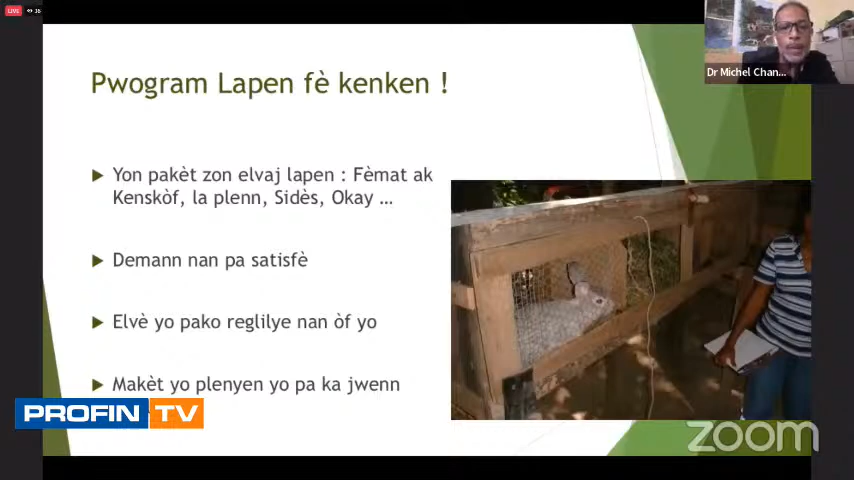 LIVE
Dr Michel Chan...
Pwogram Lapen fè kenken !
Yon pakèt zon elvaj lapen : Fèmat ak
Kenskòf, la plenn, Sidès, Okay ...
Demann nan pa satisfè
Elvè yo pako reglilye nan òf yo
Makèt yo plenyen yo pa ka jwenn
PROFIN TV
zoom